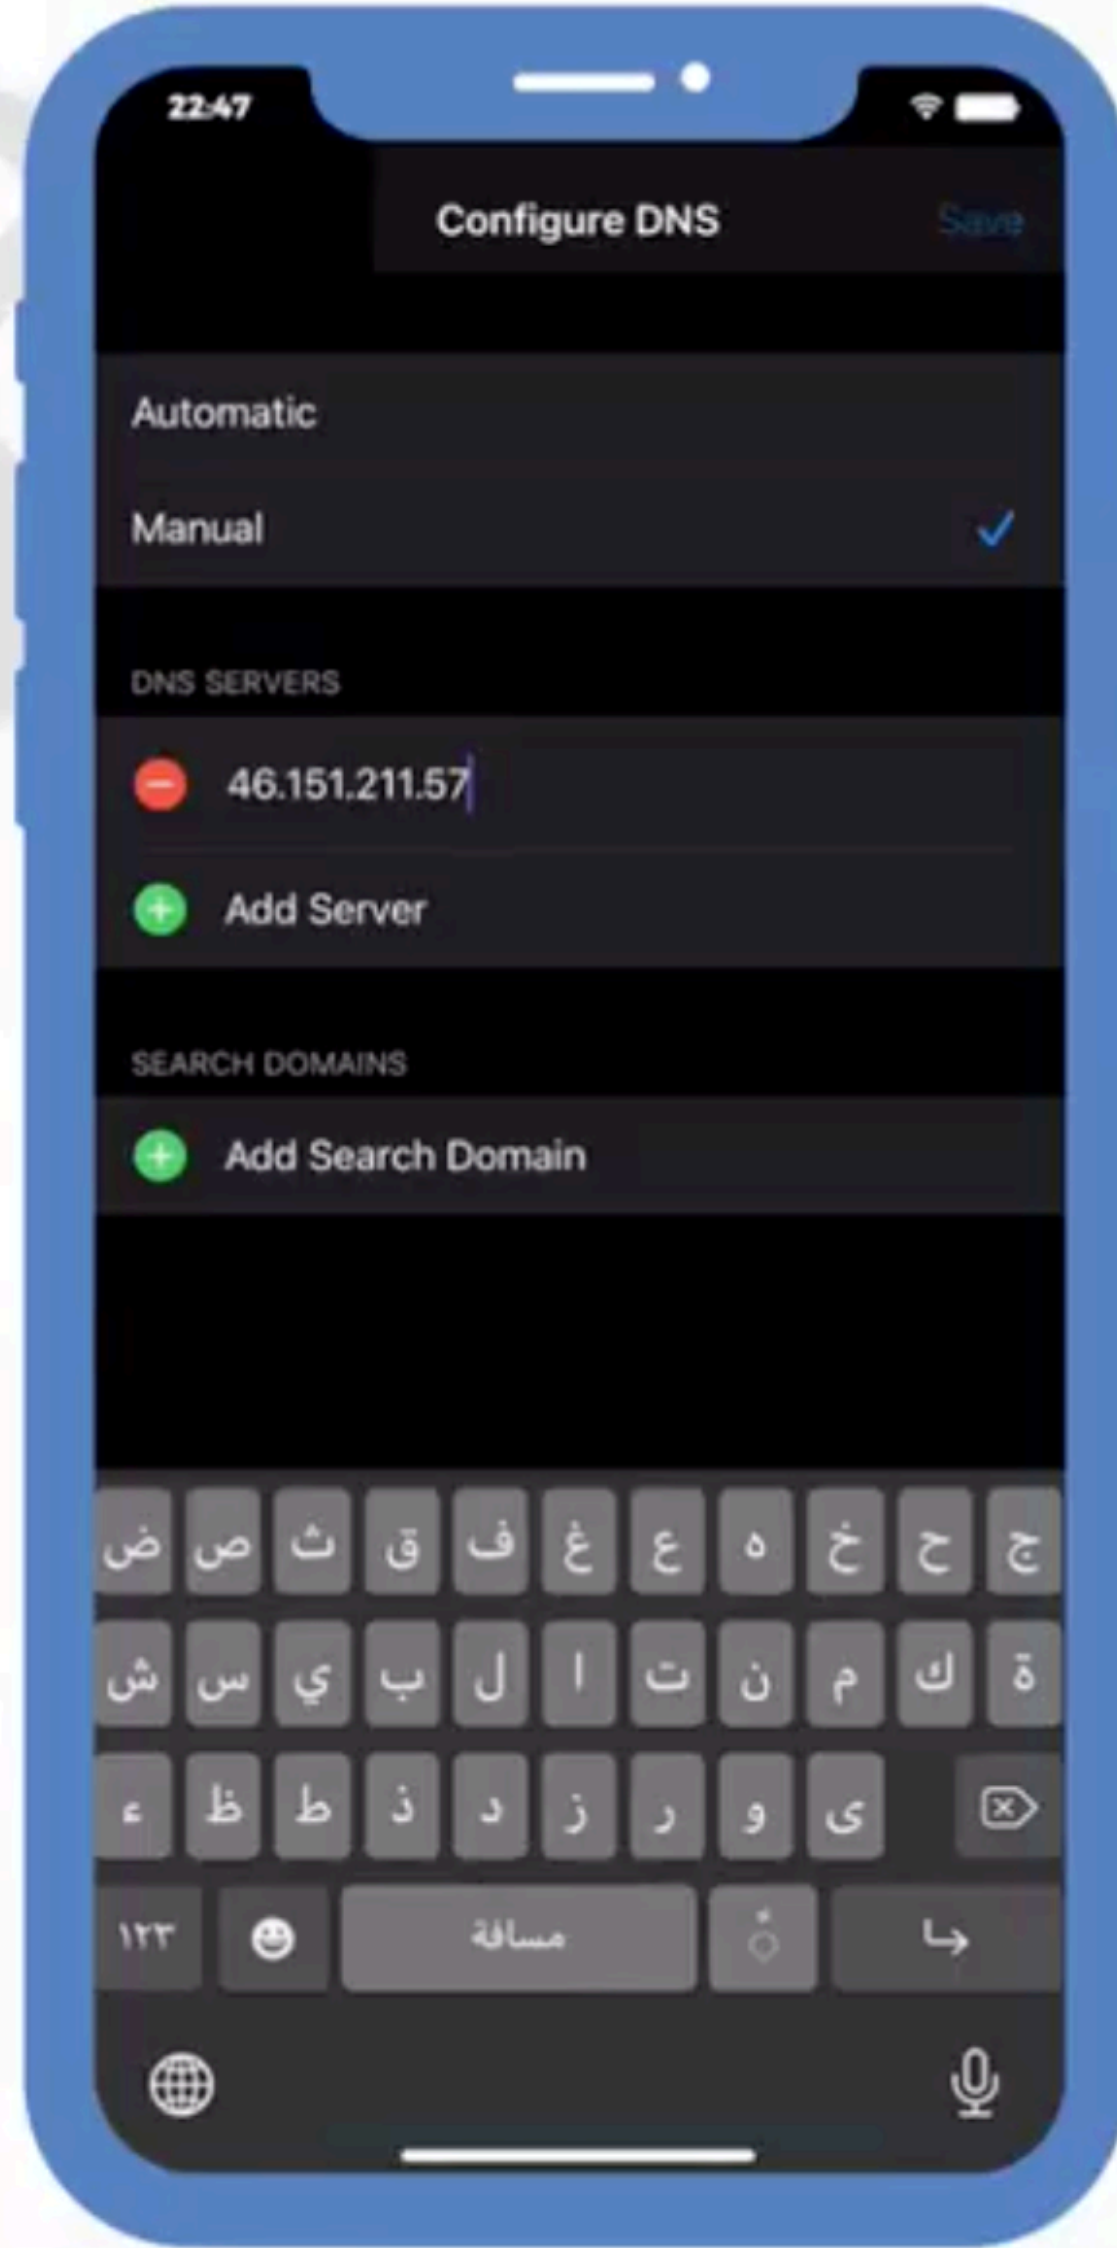 22:47
Configure DNS Save
Automatic
Manual
DNS SERVERS
46.151.211.57
Add Server
SEARCH DOMAINS
Add Search Domain
ض ص ث ق ف غ ع ه خ ح ج
ش س ي ب ل ا ت ن م ك ة
ء ظ ط ذ د ز ر و ى
١٢٣ مسافة